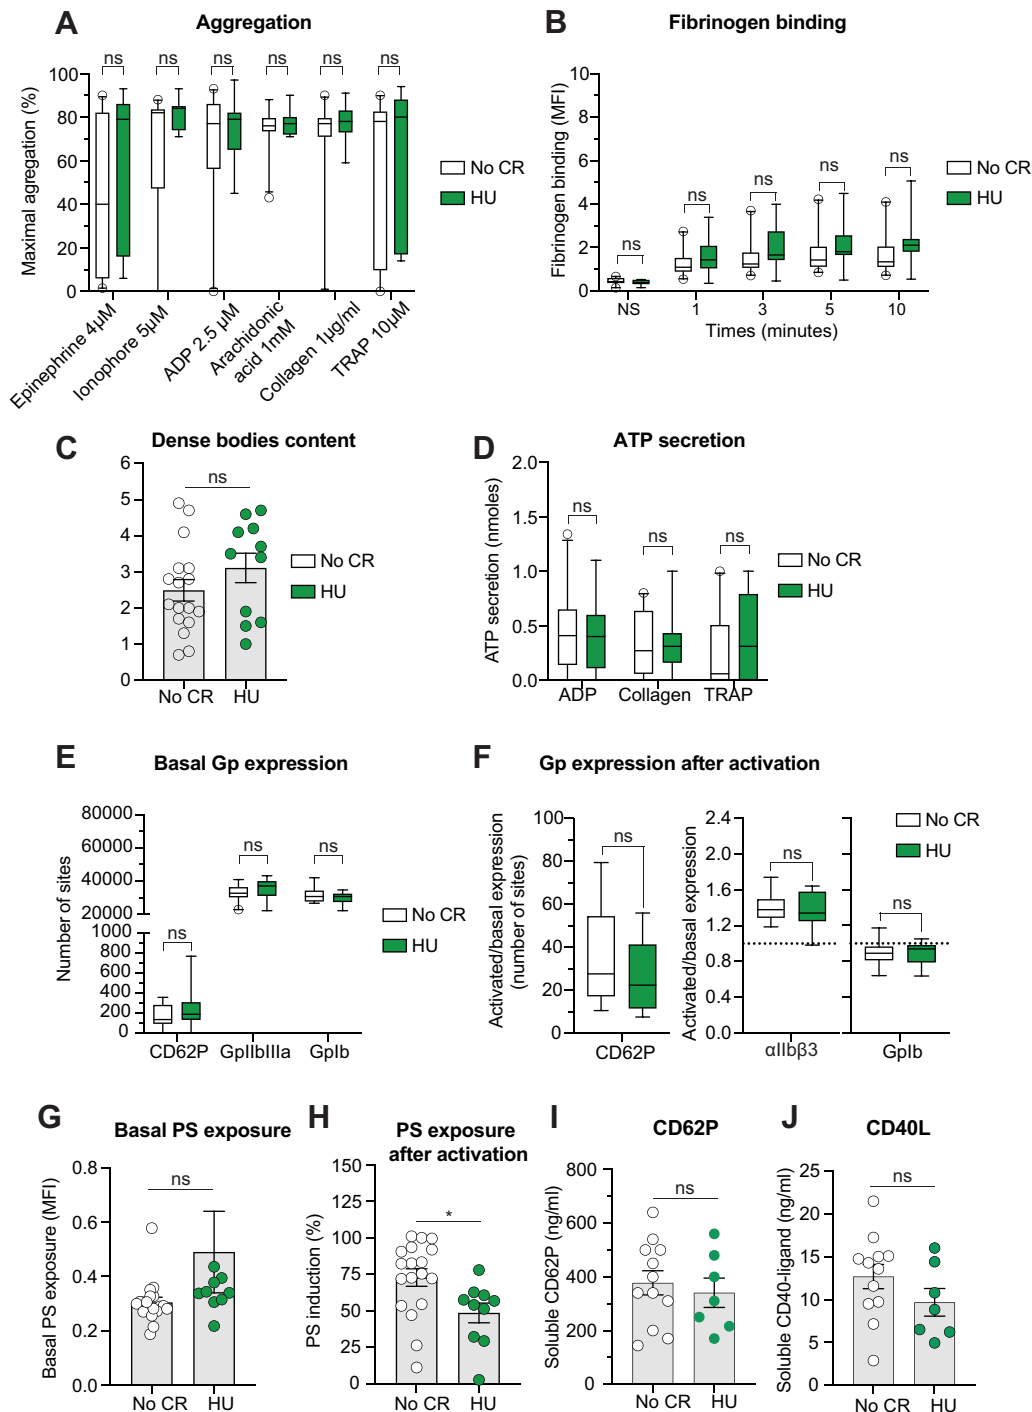 A
Aggregation
ns
ns
ns
ns
ns
ns
Maximal agregation (%)
100
80
60
40
20
0
Epinephrine 4µM
Ionophore 5µM
ADP 2.5 µM
Arachidonic
acid 1mM
Collagen 1µg/ml
TRAP 10µM
No CR
HU
B
Fibrinogen binding
Fibrinogen binding (MFI)
10
8
6
4
2
0
ns
ns
ns
ns
ns
NS
1
3
5
10
Times (minutes)
No CR
HU
C
Dense bodies content
6
5
4
3
2
1
0
ns
No CR
HU
No CR
HU
D
ATP secretion
ATP secretion (nmoles)
2.0
1.5
1.0
0.5
0.0
ns
ns
ns
ADP
Collagen
TRAP
No CR
HU
E
Basal Gp expression
Number of sites
80000
60000
40000
20000
1000
800
600
400
200
0
ns
ns
ns
CD62P
GpIIbIIIa
GpIb
No CR
HU
F
Gp expression after activation
Activated/basal expression
(number of sites)
100
80
60
40
20
0
ns
CD62P
Activated/basal expression
2.4
2.0
1.6
1.2
0.8
0.4
0.0
ns
ns
αIIbβ3
GpIb
No CR
HU
G
Basal PS exposure
Basal PS exposure (MFI)
0.8
0.6
0.4
0.2
0.0
ns
No CR
HU
H
PS exposure
after activation
PS induction (%)
150
125
100
75
50
25
0
*
No CR
HU
I
CD62P
Soluble CD62P (ng/ml)
800
600
400
200
0
ns
No CR
HU
J
CD40L
Soluble CD40-ligand (ng/ml)
25
20
15
10
5
0
ns
No CR
HU